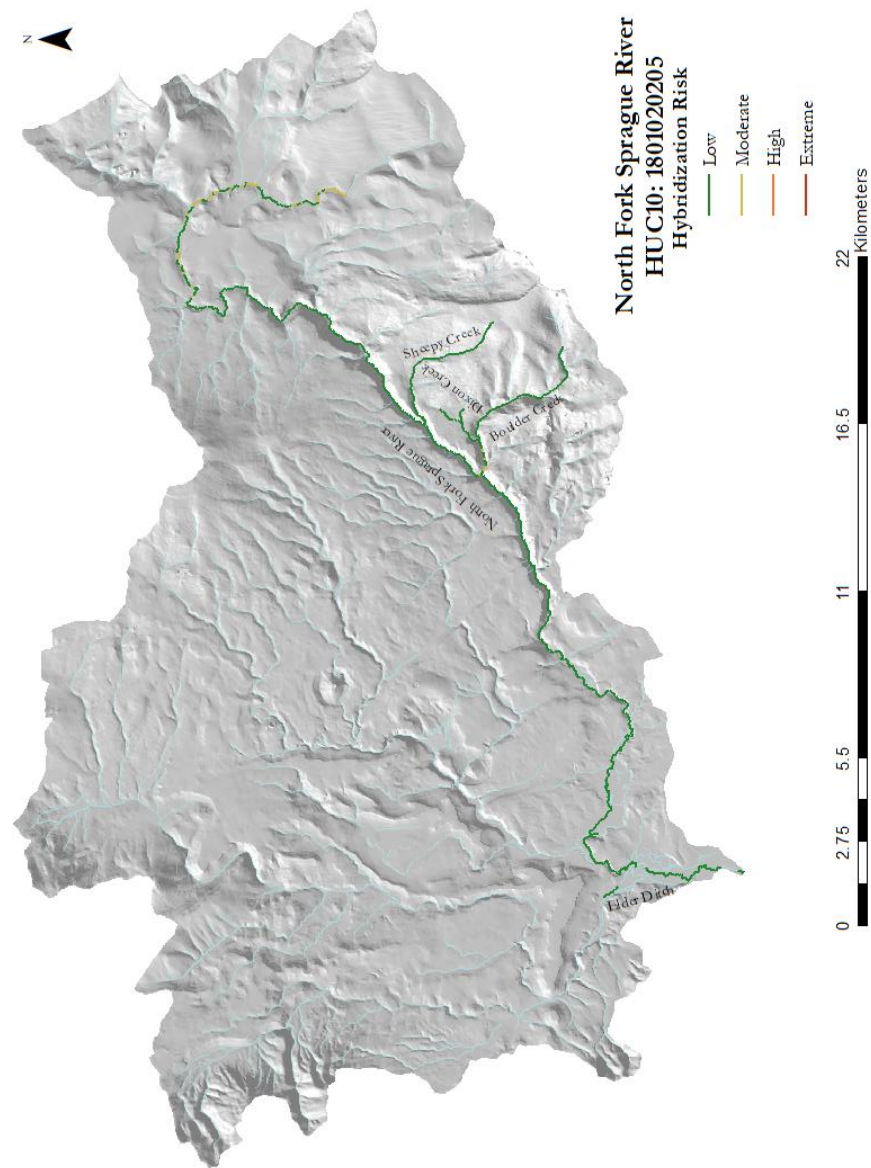 N
North Fork Sprague River
HUC10: 1801020205
Hybridization Risk
Low
Moderate
High
Extreme
Sheepy Creek
Dixon Creek
Boulder Creek
North Fork Sprague River
Elder Ditch
0 2.75 5.5 11 16.5 22
Kilometers